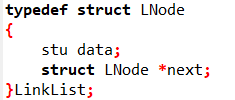 typedef struct LNode
{
    stu data;
    struct LNode *next;
}LinkList;